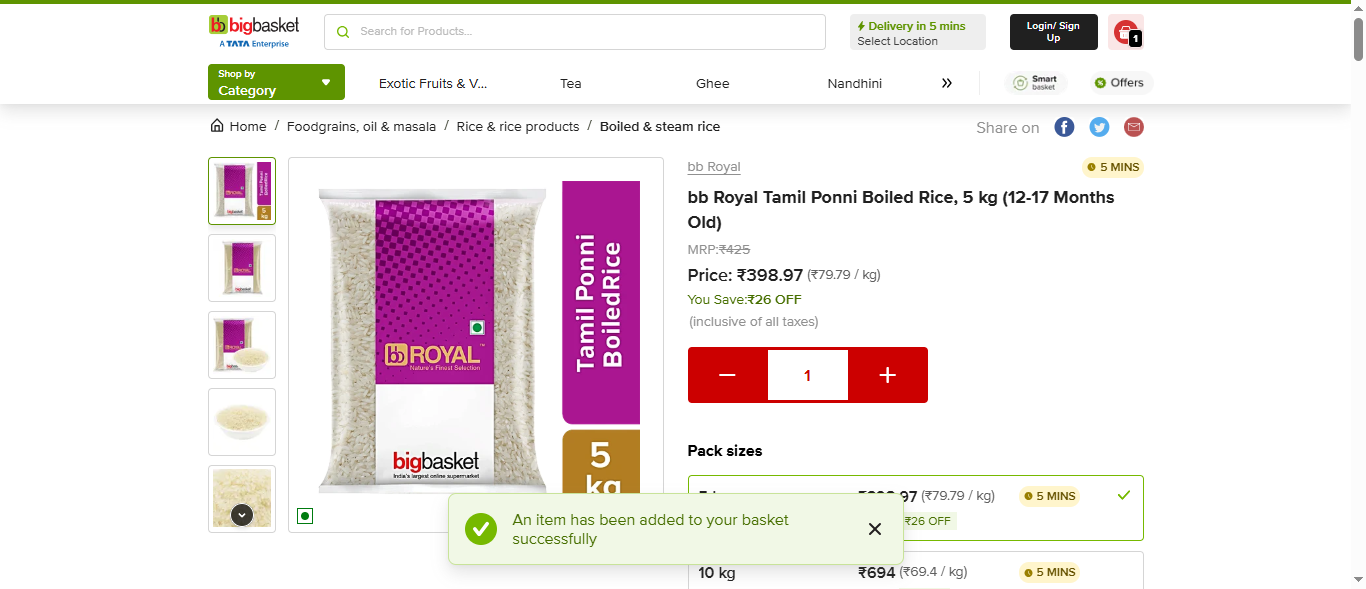 bb bigbasket
A TATA Enterprise
Search for Products...
Delivery in 5 mins
Select Location
Login/ Sign
Up
1
Shop by
Category
Exotic Fruits & V...
Tea
Ghee
Nandhini
Smart
basket
Offers
Home / Foodgrains, oil & masala / Rice & rice products / Boiled & steam rice
Share on
bb Royal
5 MINS
bb Royal Tamil Ponni Boiled Rice, 5 kg (12-17 Months
Old)
MRP:₹425
Price: ₹398.97 (₹79.79 / kg)
You Save:₹26 OFF
(inclusive of all taxes)
1
Tamil Ponni
BoiledRice
bb ROYAL™
Nature's Finest Selection
bigbasket
India's largest online supermarket
5
kg
Pack sizes
97 (₹79.79 / kg)
5 MINS
₹26 OFF
10 kg
₹694 (₹69.4 / kg)
5 MINS
An item has been added to your basket
successfully